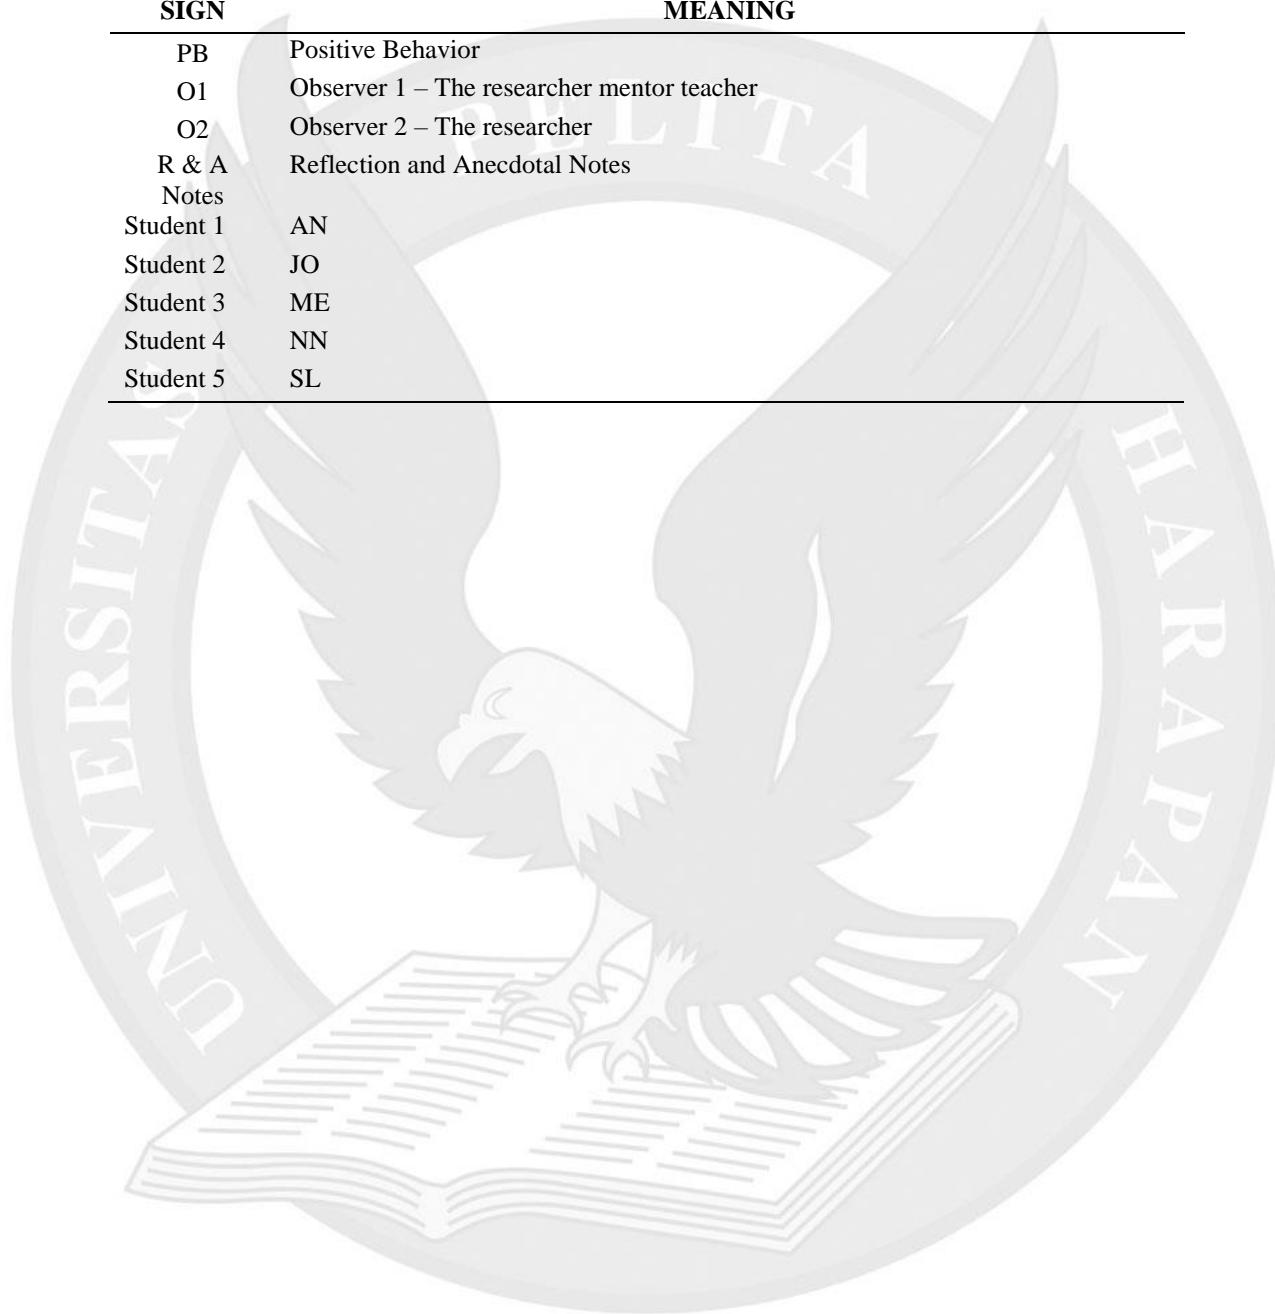 SIGN MEANING
PB Positive Behavior
O1 Observer 1 – The researcher mentor teacher
O2 Observer 2 – The researcher
R & A Reflection and Anecdotal Notes
Notes
Student 1 AN
Student 2 JO
Student 3 ME
Student 4 NN
Student 5 SL
UNIVERSITAS PELITA HARAPAN